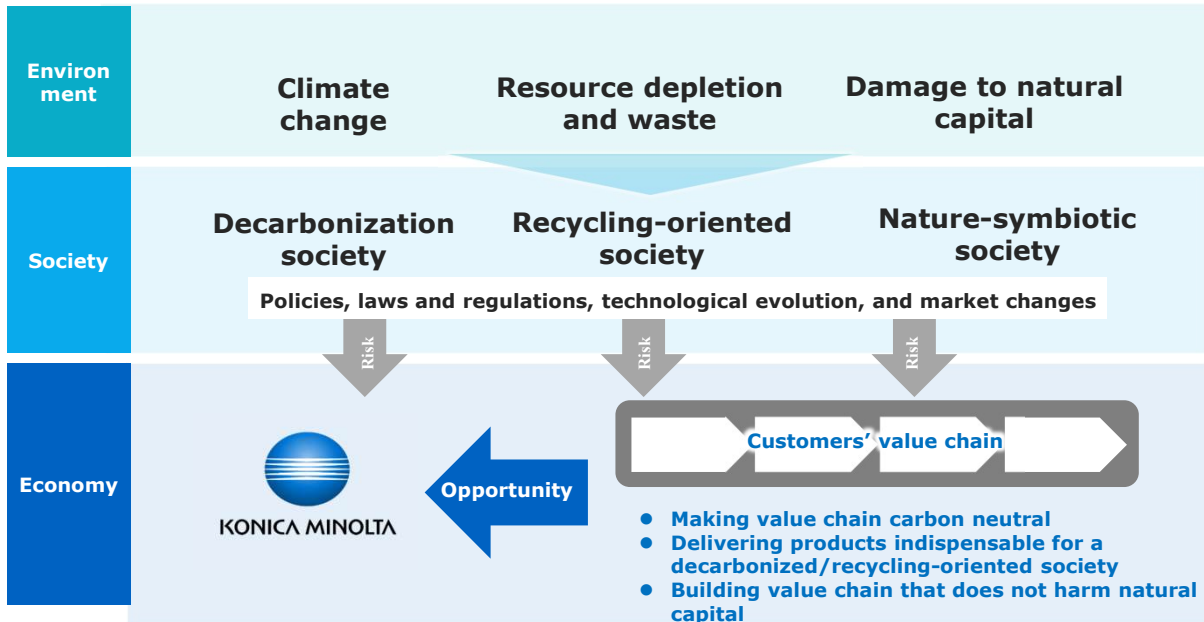 Environ
ment
Climate
change
Resource depletion
and waste
Damage to natural
capital
Society
Decarbonization
society
Recycling-oriented
society
Nature-symbiotic
society
Policies, laws and regulations, technological evolution, and market changes
Risk
Risk
Risk
Economy
KONICA MINOLTA
Opportunity
Customers’ value chain
● Making value chain carbon neutral
● Delivering products indispensable for a
decarbonized/recycling-oriented society
● Building value chain that does not harm natural
capital